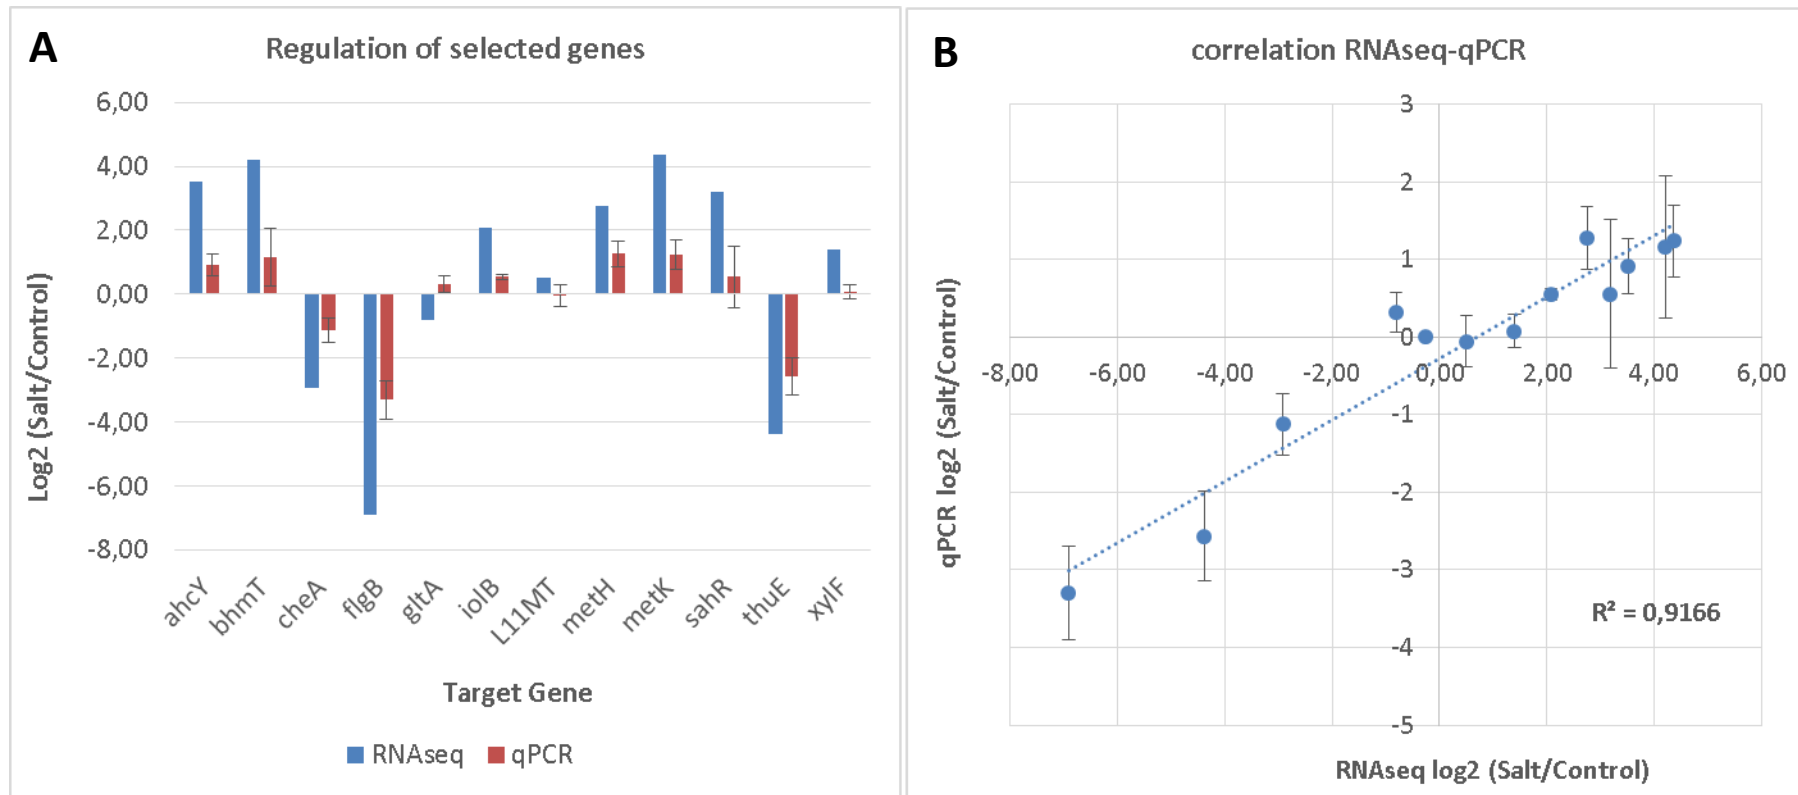 A
Regulation of selected genes
6,00
4,00
2,00
0,00
-2,00
-4,00
-6,00
-8,00
Log2 (Salt/Control)
ahcY
bhmT
cheA
flgB
gltA
iolB
L11MT
metH
metK
sahR
thuE
xylF
Target Gene
RNAseq
qPCR
B
correlation RNAseq-qPCR
3
2
1
0
-1
-2
-3
-4
-5
-8,00
-6,00
-4,00
-2,00
0,00
2,00
4,00
6,00
qPCR log2 (Salt/Control)
R² = 0,9166
RNAseq log2 (Salt/Control)